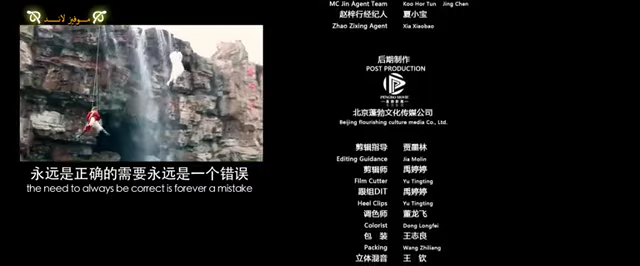 موفيز لانــد
永远是正确的需要永远是一个错误
the need to always be correct is forever a mistake
MC Jin Agent Team Koo Hor Tun Jing Chen
赵梓行经纪人 夏小宝
Zhao Zixing Agent Xia Xiaobao
后期制作
POST PRODUCTION
北京蓬勃文化传媒公司
Beijing flourishing culture media Co., Ltd.
剪辑指导 贾墨林
Editing Guidance Jia Molin
剪辑师 禹婷婷
Film Cutter Yu Tingting
跟组DIT 禹婷婷
Heel Clips Yu Tingting
调色师 董龙飞
Colorist Dong Longfei
包 装 王志良
Packing Wang Zhiliang
立体混音 王 钦